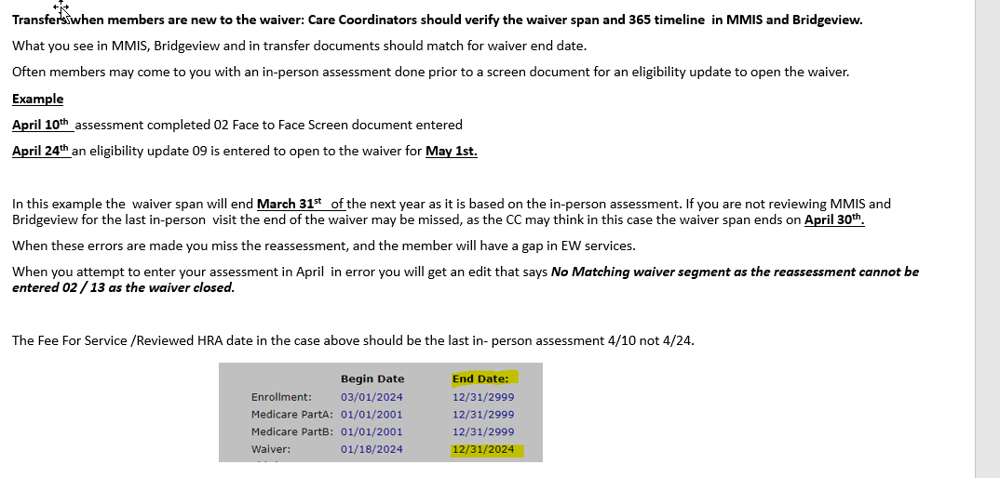 Transfers when members are new to the waiver: Care Coordinators should verify the waiver span and 365 timeline  in MMIS and Bridgeview.
What you see in MMIS, Bridgeview and in transfer documents should match for waiver end date.
Often members may come to you with an in-person assessment done prior to a screen document for an eligibility update to open the waiver.
Example
April 10th  assessment completed 02 Face to Face Screen document entered
April 24th an eligibility update 09 is entered to open to the waiver for May 1st.
In this example the  waiver span will end March 31st  of the next year as it is based on the in-person assessment. If you are not reviewing MMIS and
Bridgeview for the last in-person  visit the end of the waiver may be missed, as the CC may think in this case the waiver span ends on April 30th.
When these errors are made you miss the reassessment, and the member will have a gap in EW services.
When you attempt to enter your assessment in April  in error you will get an edit that says No Matching waiver segment as the reassessment cannot be
entered 02 / 13 as the waiver closed.
The Fee For Service /Reviewed HRA date in the case above should be the last in- person assessment 4/10 not 4/24.
Begin Date End Date:
Enrollment: 03/01/2024 12/31/2999
Medicare PartA: 01/01/2001 12/31/2999
Medicare PartB: 01/01/2001 12/31/2999
Waiver: 01/18/2024 12/31/2024